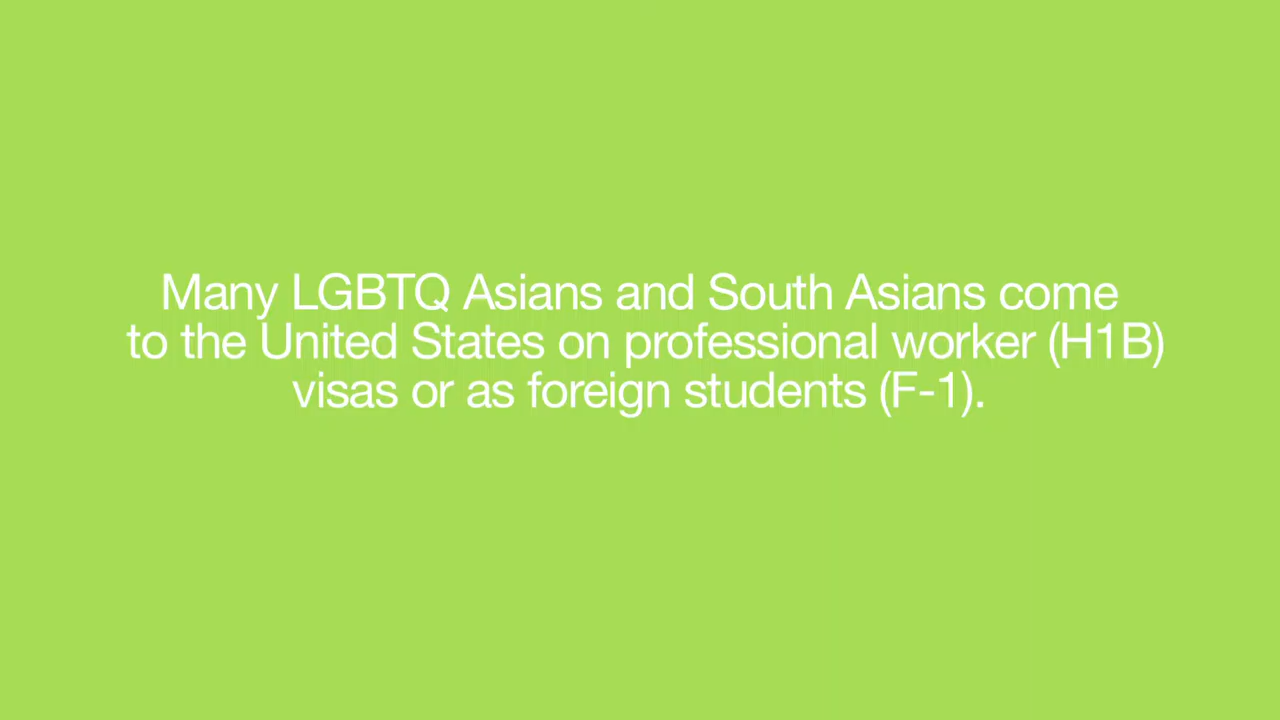 Many LGBTQ Asians and South Asians come
to the United States on professional worker (H1B)
visas or as foreign students (F-1).